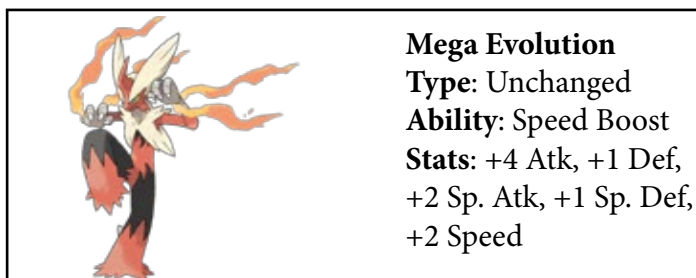 Mega Evolution
Type: Unchanged
Ability: Speed Boost
Stats: +4 Atk, +1 Def,
+2 Sp. Atk, +1 Sp. Def,
+2 Speed